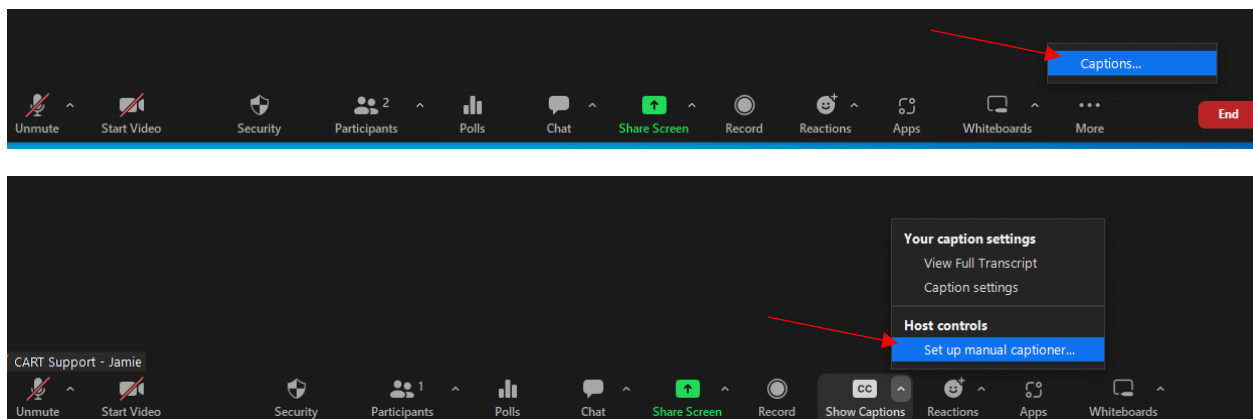 Captions...
2
Unmute Start Video Security Participants Polls Chat Share Screen Record Reactions Apps Whiteboards More End
Your caption settings
View Full Transcript
Caption settings
Host controls
Set up manual captioner...
CART Support - Jamie
1 CC
Unmute Start Video Security Participants Polls Chat Share Screen Record Show Captions Reactions Apps Whiteboards